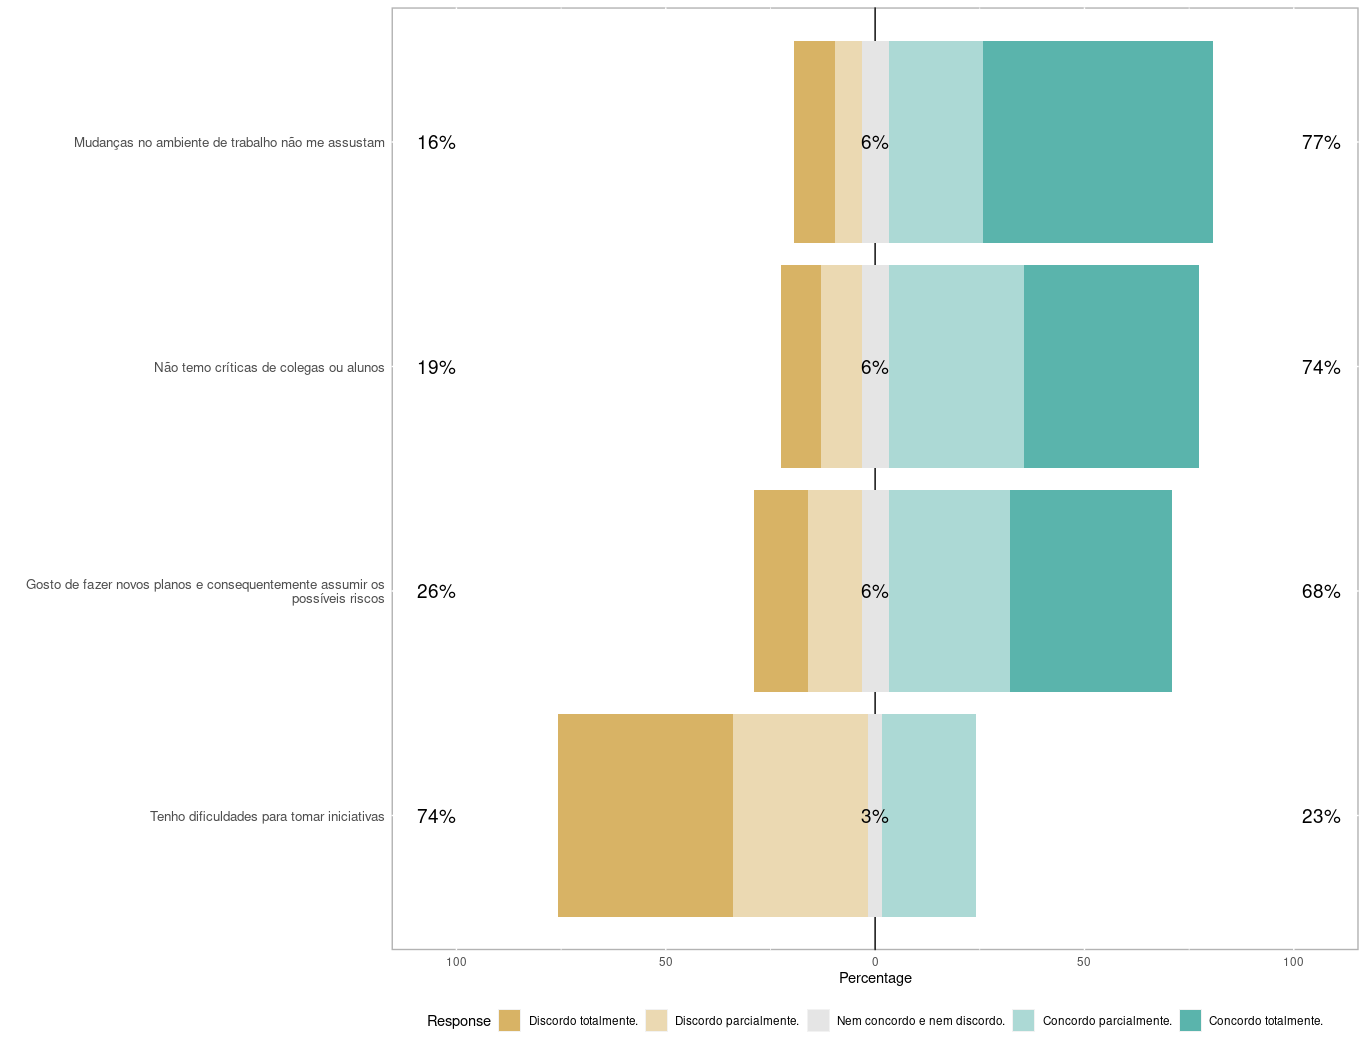 Mudanças no ambiente de trabalho não me assustam
16%
6%
77%
Não temo críticas de colegas ou alunos
19%
6%
74%
Gosto de fazer novos planos e consequentemente assumir os
possíveis riscos
26%
6%
68%
Tenho dificuldades para tomar iniciativas
74%
3%
23%
100 50 0 50 100
Percentage
Response Discordo totalmente. Discordo parcialmente. Nem concordo e nem discordo. Concordo parcialmente. Concordo totalmente.